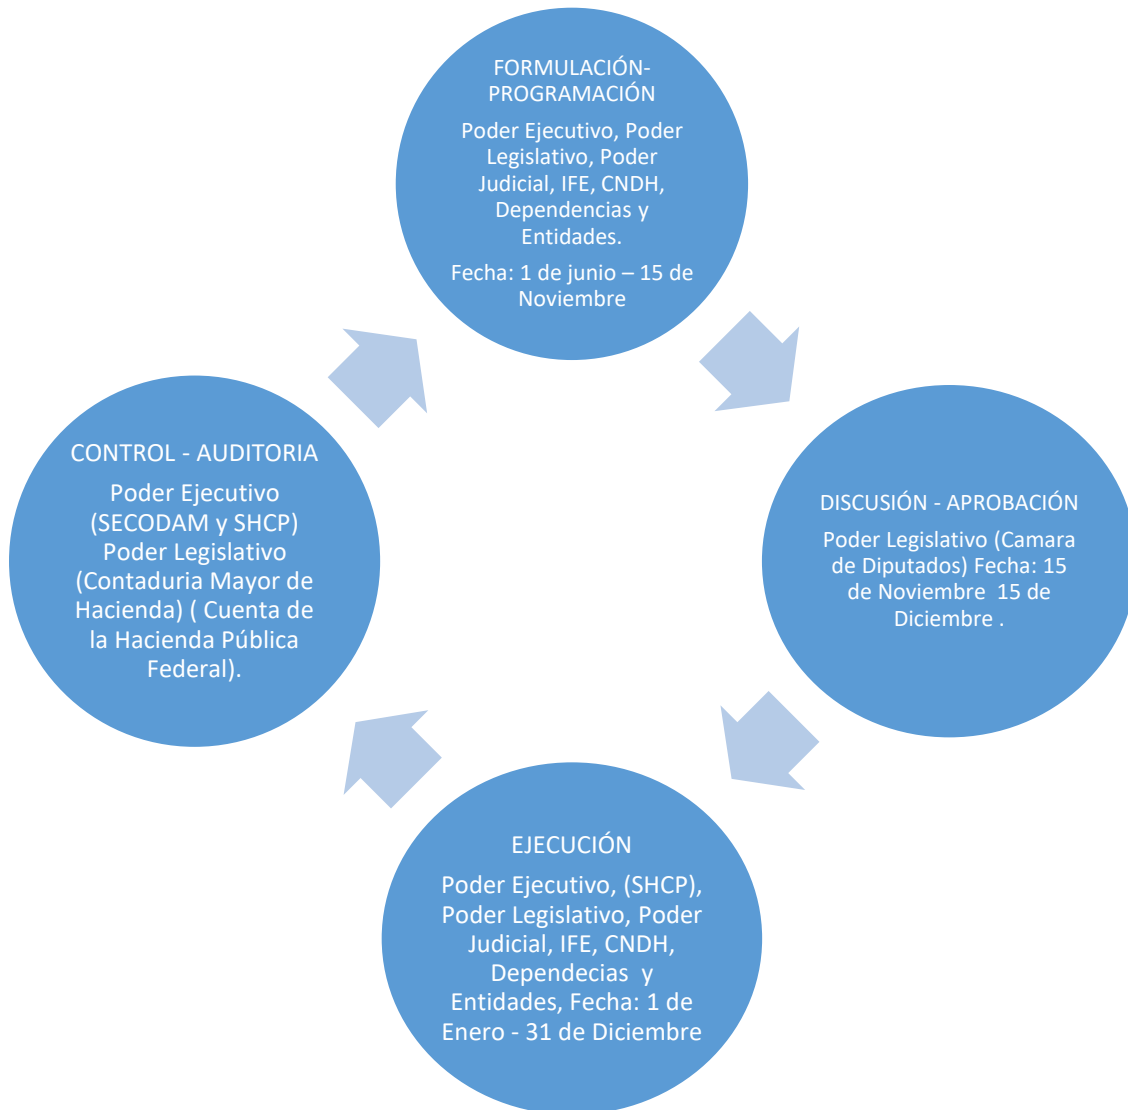 FORMULACIÓN-
PROGRAMACIÓN
Poder Ejecutivo, Poder
Legislativo, Poder
Judicial, IFE, CNDH,
Dependencias y
Entidades.
Fecha: 1 de junio – 15 de
Noviembre
DISCUSIÓN - APROBACIÓN
Poder Legislativo (Camara
de Diputados) Fecha: 15
de Noviembre 15 de
Diciembre .
EJECUCIÓN
Poder Ejecutivo, (SHCP),
Poder Legislativo, Poder
Judicial, IFE, CNDH,
Dependecias y
Entidades, Fecha: 1 de
Enero - 31 de Diciembre
CONTROL - AUDITORIA
Poder Ejecutivo
(SECODAM y SHCP)
Poder Legislativo
(Contaduria Mayor de
Hacienda) ( Cuenta de
la Hacienda Pública
Federal).